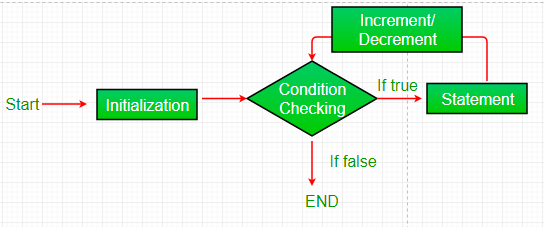 Increment/
Decrement
Start
Initialization
Condition
Checking
If true
Statement
If false
END